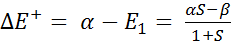 ΔE⁺ = α − E₁ = (αS−β)/(1+S)